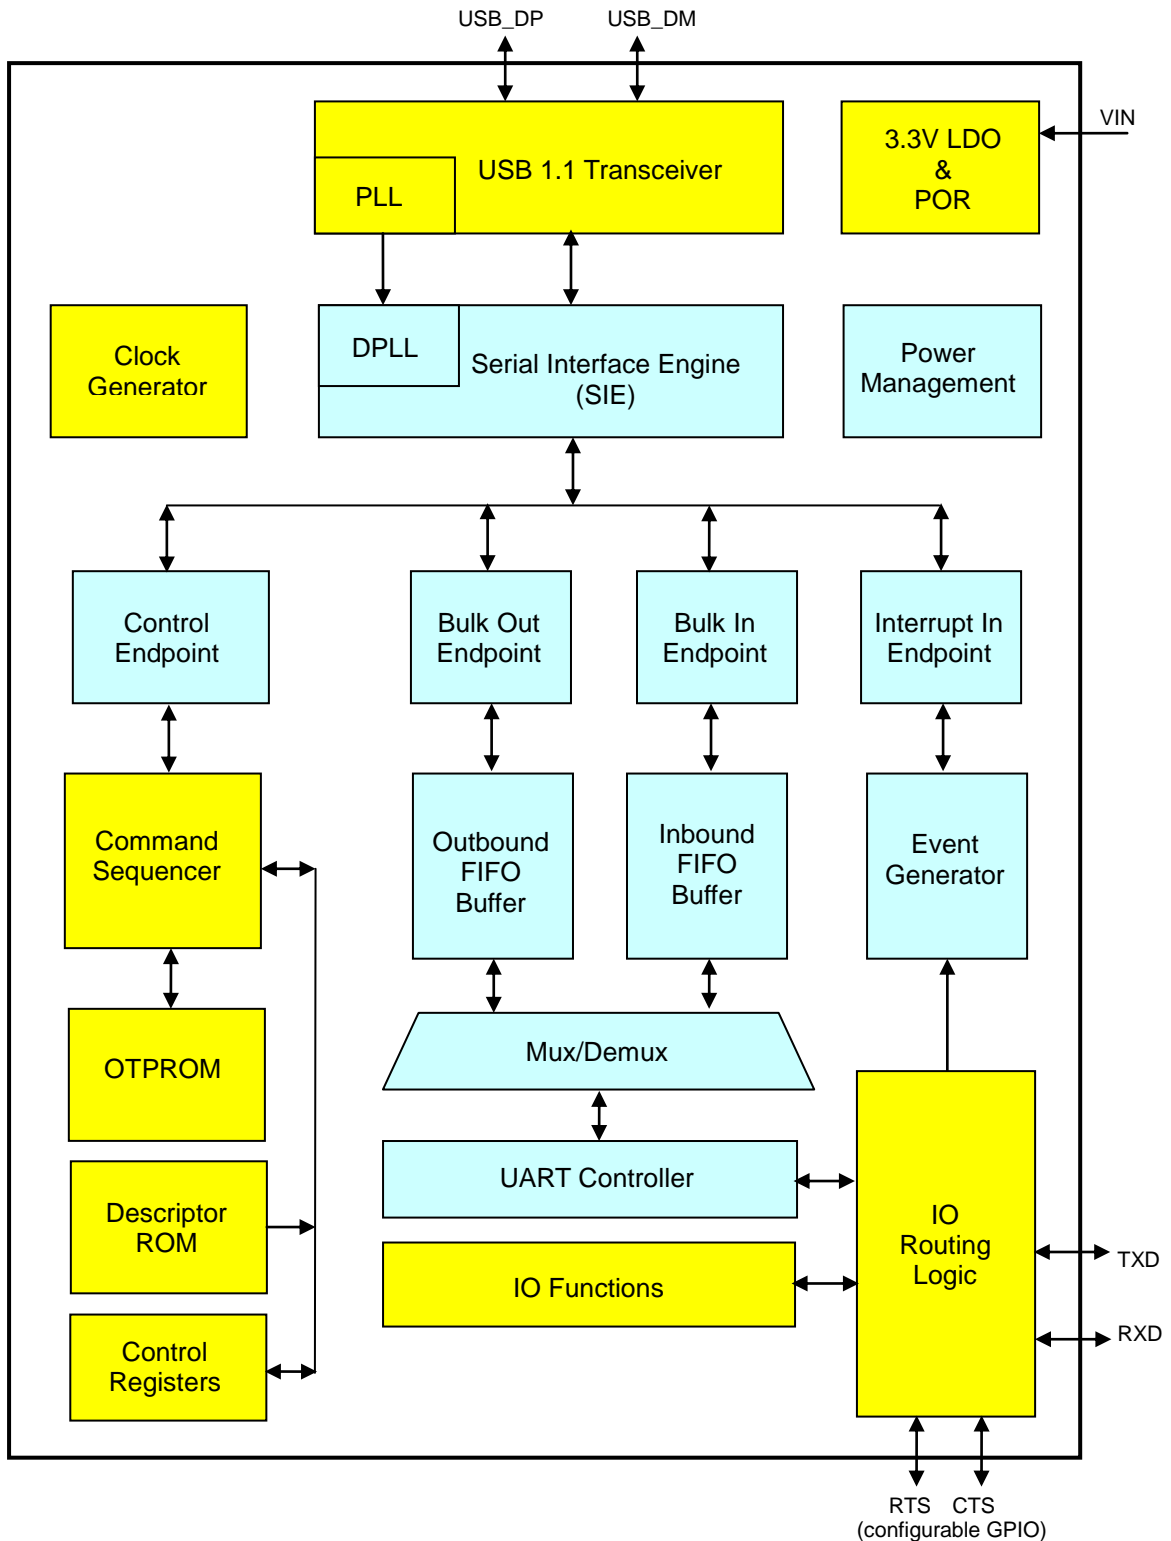 USB_DP
USB_DM
VIN
USB 1.1 Transceiver
PLL
3.3V LDO
&
POR
Clock
Generator
DPLL
Serial Interface Engine
(SIE)
Power
Management
Control
Endpoint
Bulk Out
Endpoint
Bulk In
Endpoint
Interrupt In
Endpoint
Command
Sequencer
Outbound
FIFO
Buffer
Inbound
FIFO
Buffer
Event
Generator
OTPROM
Mux/Demux
UART Controller
Descriptor
ROM
IO Functions
IO
Routing
Logic
TXD
RXD
Control
Registers
RTS
CTS
(configurable GPIO)